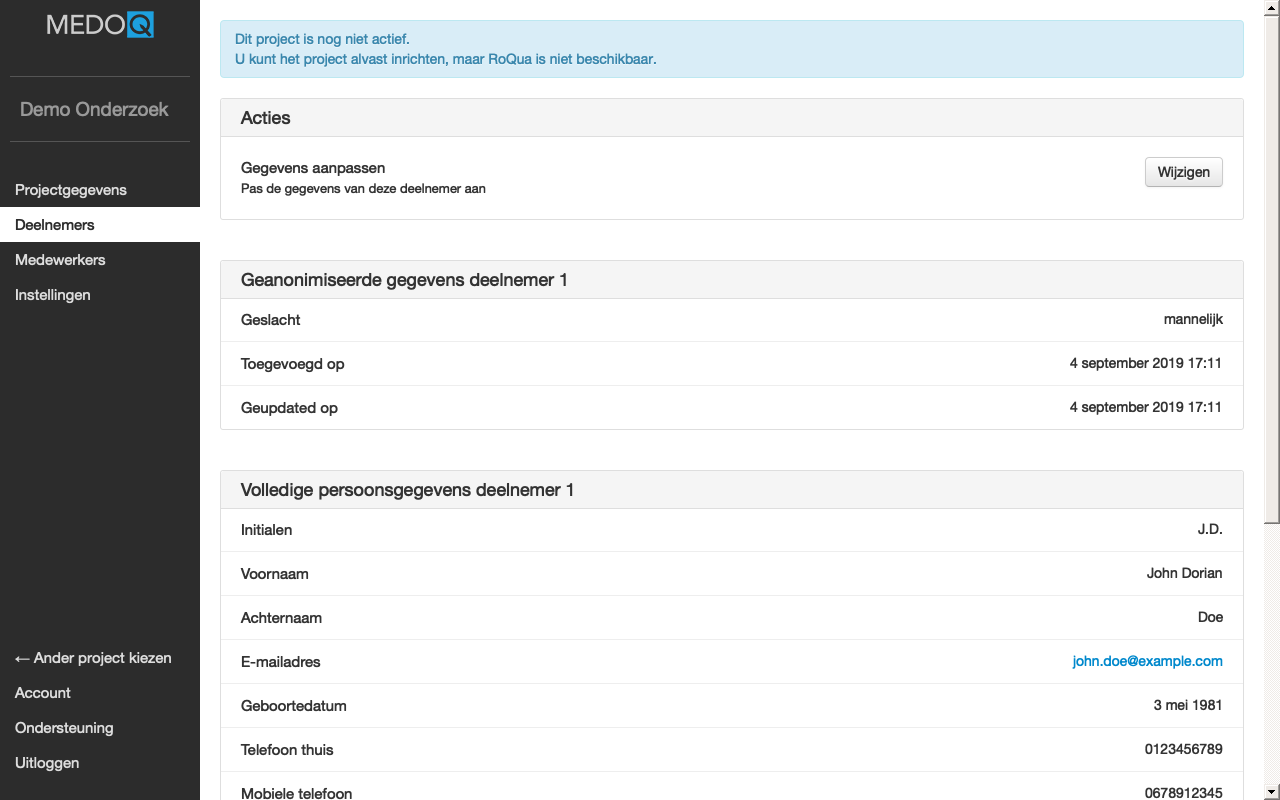 MEDOQ
Demo Onderzoek
Projectgegevens
Deelnemers
Medewerkers
Instellingen
← Ander project kiezen
Account
Ondersteuning
Uitloggen
Dit project is nog niet actief.
U kunt het project alvast inrichten, maar RoQua is niet beschikbaar.
Acties
Gegevens aanpassen
Pas de gegevens van deze deelnemer aan
Wijzigen
Geanonimiseerde gegevens deelnemer 1
Geslacht mannelijk
Toegevoegd op 4 september 2019 17:11
Geupdated op 4 september 2019 17:11
Volledige persoonsgegevens deelnemer 1
Initialen J.D.
Voornaam John Dorian
Achternaam Doe
E-mailadres john.doe@example.com
Geboortedatum 3 mei 1981
Telefoon thuis 0123456789
Mobiele telefoon 0678912345